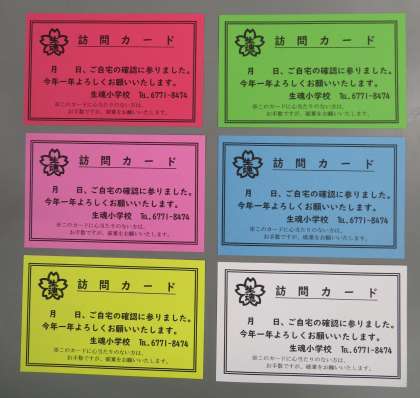 生魂
訪問カード
月　　日、ご自宅の確認に参りました。
今年一年よろしくお願いいたします。
生魂小学校　℡.6771-8474
※このカードに心当たりのない方は、
お手数ですが、破棄をお願いいたします。
生魂
訪問カード
月　　日、ご自宅の確認に参りました。
今年一年よろしくお願いいたします。
生魂小学校　℡.6771-8474
※このカードに心当たりのない方は、
お手数ですが、破棄をお願いいたします。
生魂
訪問カード
月　　日、ご自宅の確認に参りました。
今年一年よろしくお願いいたします。
生魂小学校　℡.6771-8474
※このカードに心当たりのない方は、
お手数ですが、破棄をお願いいたします。
生魂
訪問カード
月　　日、ご自宅の確認に参りました。
今年一年よろしくお願いいたします。
生魂小学校　℡.6771-8474
※このカードに心当たりのない方は、
お手数ですが、破棄をお願いいたします。
生魂
訪問カード
月　　日、ご自宅の確認に参りました。
今年一年よろしくお願いいたします。
生魂小学校　℡.6771-8474
※このカードに心当たりのない方は、
お手数ですが、破棄をお願いいたします。
生魂
訪問カード
月　　日、ご自宅の確認に参りました。
今年一年よろしくお願いいたします。
生魂小学校　℡.6771-8474
※このカードに心当たりのない方は、
お手数ですが、破棄をお願いいたします。